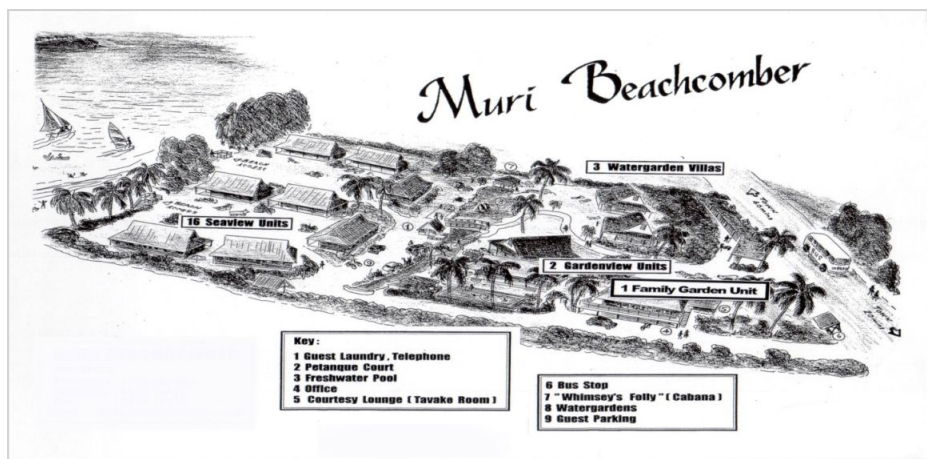 Muri Beachcomber
3 Watergarden Villas
16 Seaview Units
2 Gardenview Units
1 Family Garden Unit
Key:
1 Guest Laundry, Telephone
2 Petanque Court
3 Freshwater Pool
4 Office
5 Courtesy Lounge ( Tavake Room )
6 Bus Stop
7 "Whimsey's Folly" ( Cabana )
8 Watergardens
9 Guest Parking